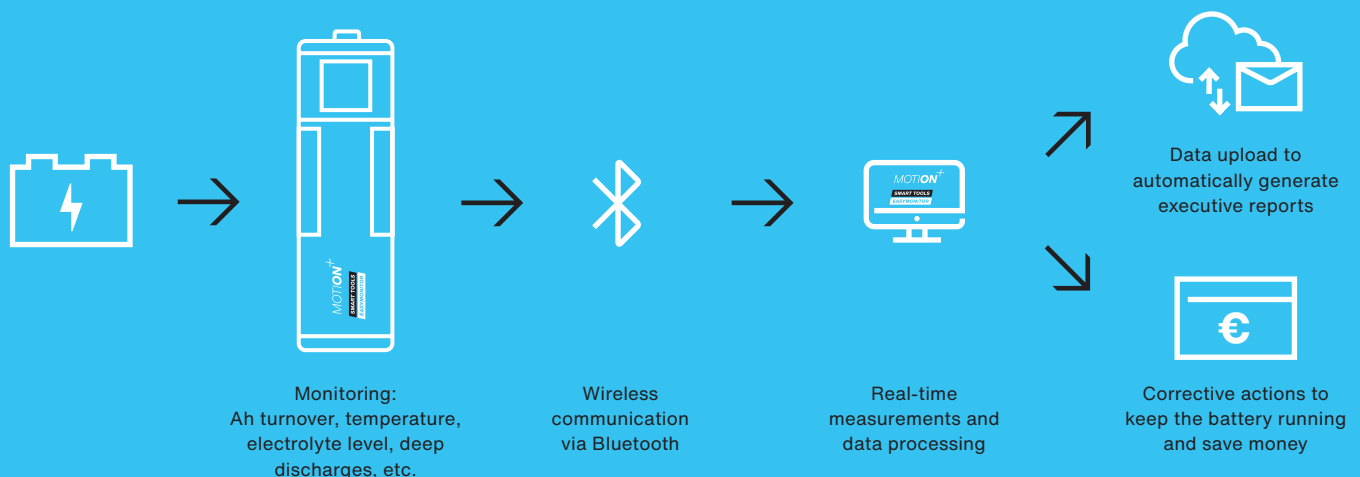 MOTION+
SMART TOOLS
EASYMONITOR
Monitoring:
Ah turnover, temperature,
electrolyte level, deep
discharges, etc.
Wireless
communication
via Bluetooth
MOTION+
SMART TOOLS
EASYMONITOR
Real-time
measurements and
data processing
Data upload to
automatically generate
executive reports
€
Corrective actions to
keep the battery running
and save money